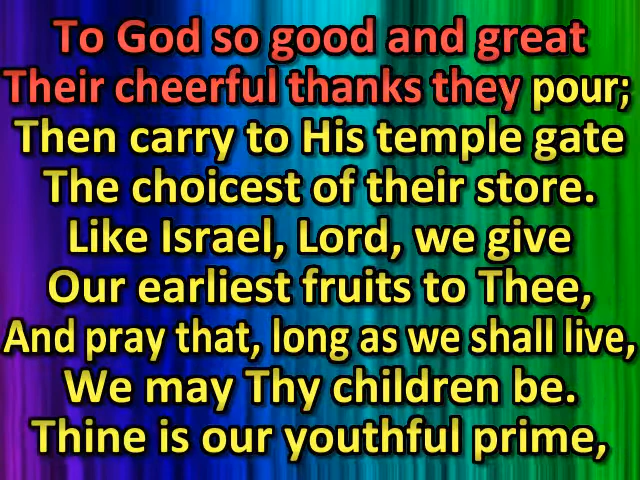 To God so good and great
Their cheerful thanks they pour;
Then carry to His temple gate
The choicest of their store.
Like Israel, Lord, we give
Our earliest fruits to Thee,
And pray that, long as we shall live,
We may Thy children be.
Thine is our youthful prime,